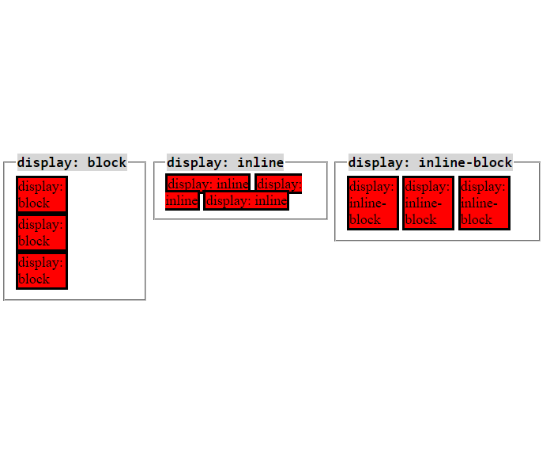 display: block
display:
block
display:
block
display:
block
display: inline
display: inline display:
inline display: inline
display: inline-block
display:
inline-
block
display:
inline-
block
display:
inline-
block